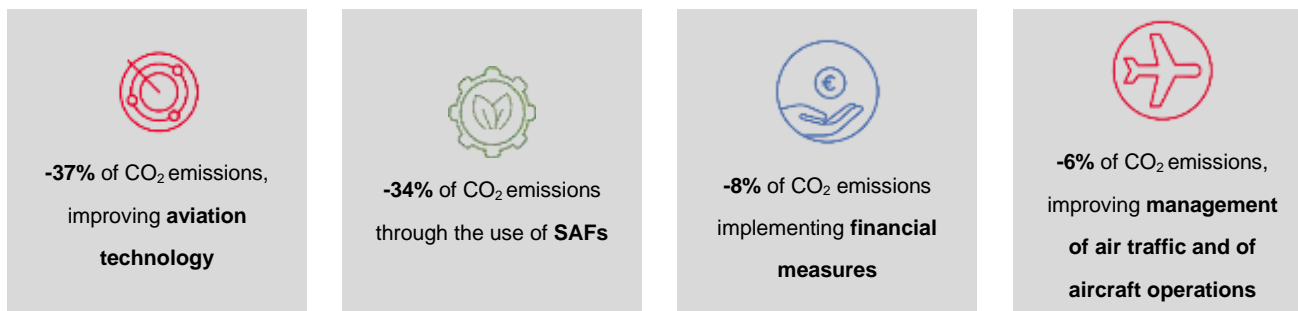 -37% of CO₂ emissions,
improving aviation
technology
-34% of CO₂ emissions
through the use of SAFs
€
-8% of CO₂ emissions
implementing financial
measures
-6% of CO₂ emissions,
improving management
of air traffic and of
aircraft operations